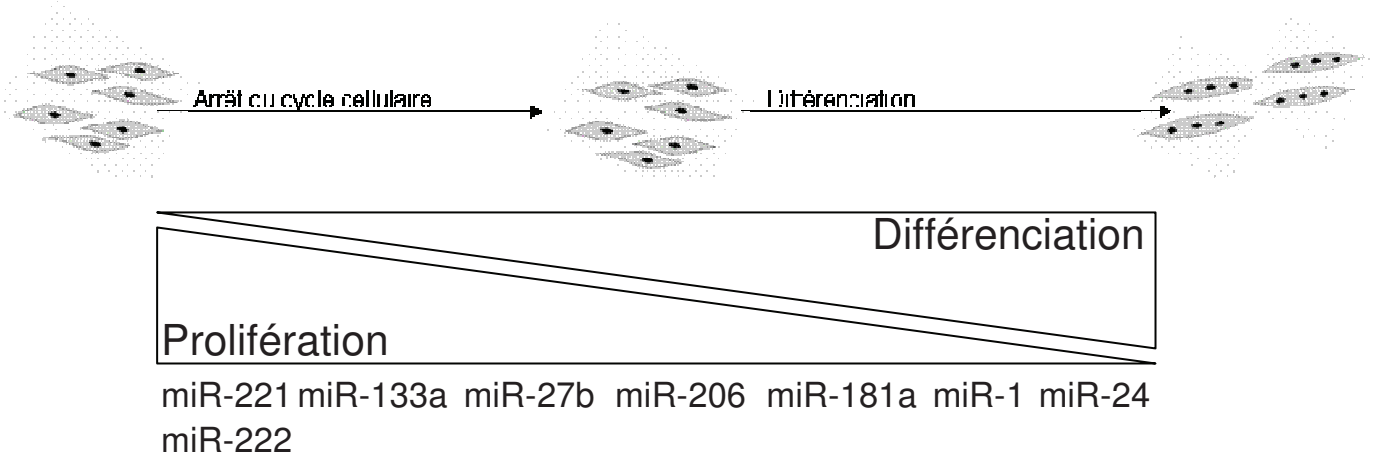 Arrêt du cycle cellulaire
Différenciation
Différenciation
Prolifération
miR-221 miR-133a miR-27b miR-206 miR-181a miR-1 miR-24
miR-222